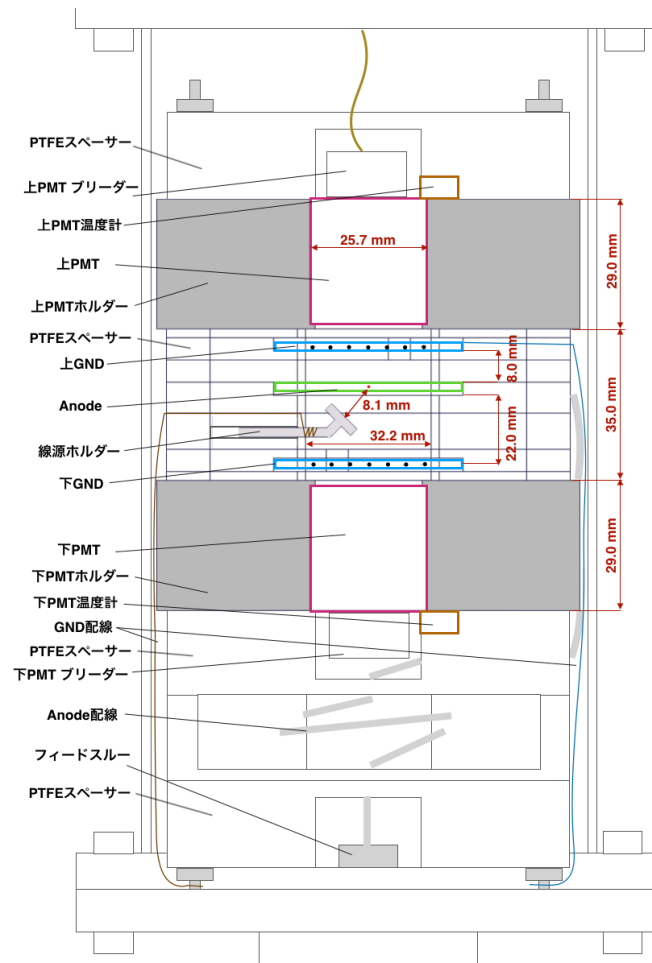 PTFEスペーサー
上PMT ブリーダー
上PMT温度計
25.7 mm
29.0 mm
上PMT
上PMTホルダー
PTFEスペーサー
上GND
8.0 mm
35.0 mm
Anode
8.1 mm
線源ホルダー
32.2 mm
22.0 mm
下GND
下PMT
29.0 mm
下PMTホルダー
下PMT温度計
GND配線
PTFEスペーサー
下PMT ブリーダー
Anode配線
フィードスルー
PTFEスペーサー